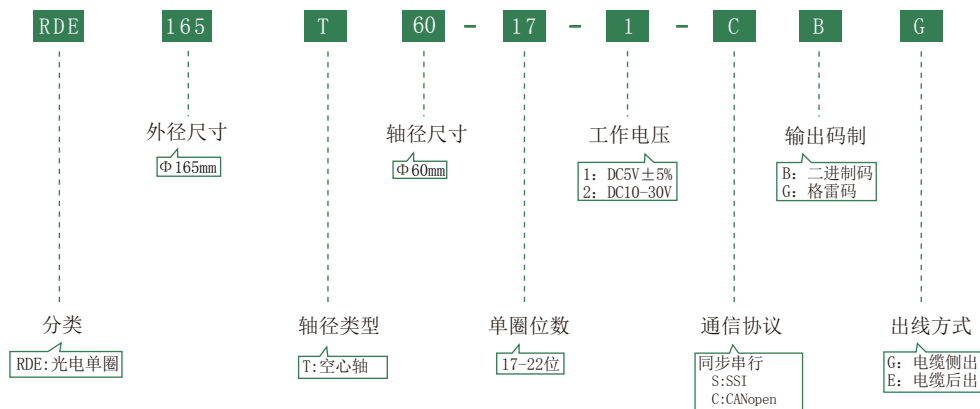 RDE 165 T 60 - 17 - 1 - C B G
外径尺寸 轴径尺寸 工作电压 输出码制
Φ165mm Φ60mm 1: DC5V±5% B: 二进制码
2: DC10-30V G: 格雷码
分类 轴径类型 单圈位数 通信协议 出线方式
RDE:光电单圈 T:空心轴 17-22位 同步串行 G: 电缆侧出
S:SSI E: 电缆后出
C:CANopen